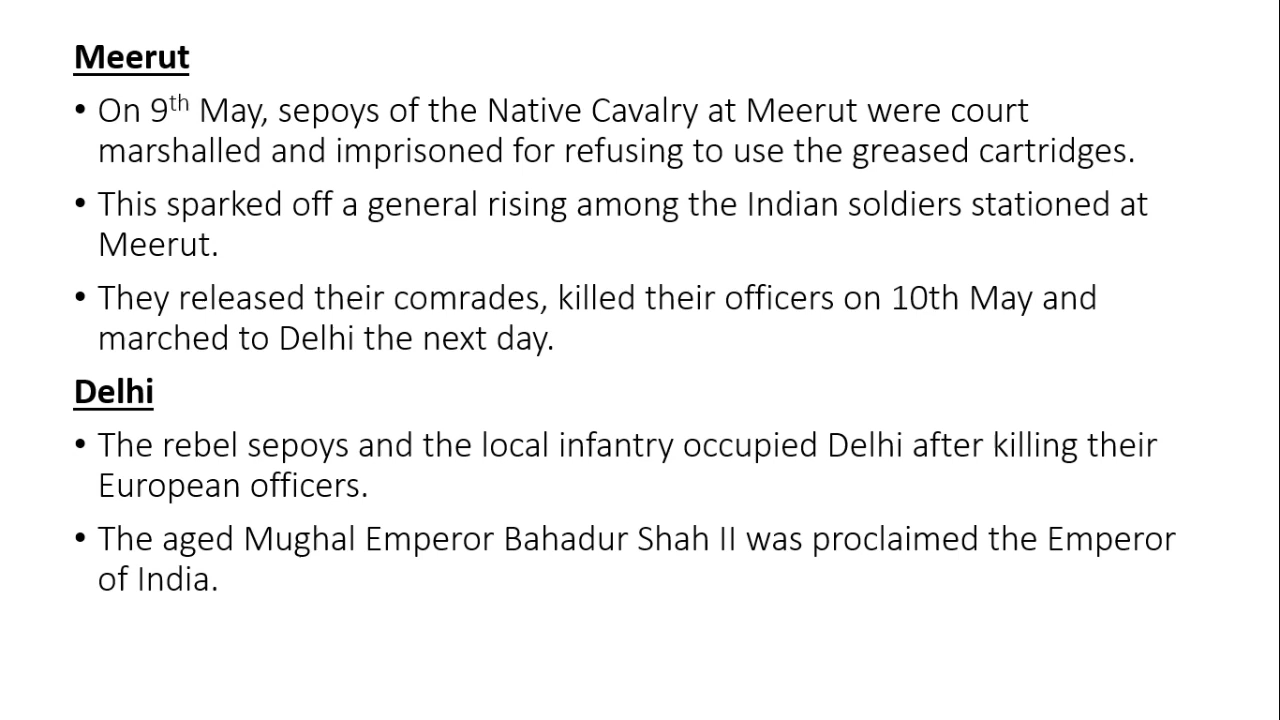 Meerut
• On 9th May, sepoys of the Native Cavalry at Meerut were court
marshalled and imprisoned for refusing to use the greased cartridges.
• This sparked off a general rising among the Indian soldiers stationed at
Meerut.
• They released their comrades, killed their officers on 10th May and
marched to Delhi the next day.
Delhi
• The rebel sepoys and the local infantry occupied Delhi after killing their
European officers.
• The aged Mughal Emperor Bahadur Shah II was proclaimed the Emperor
of India.